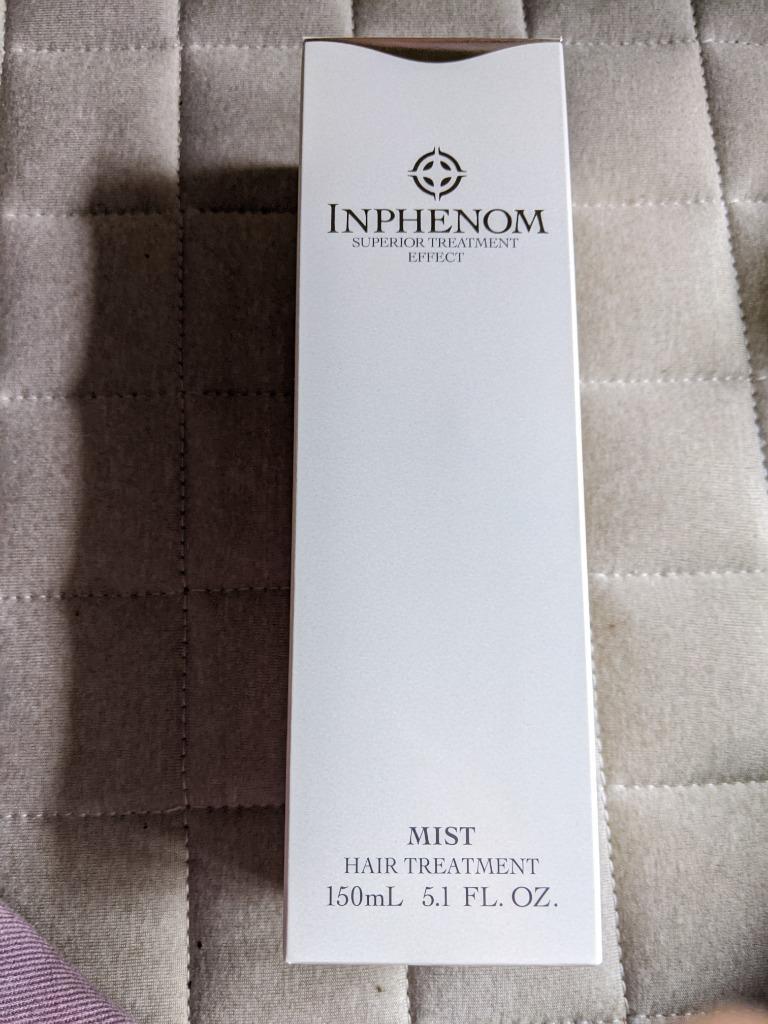 INPHENOM
SUPERIOR TREATMENT
EFFECT
MIST
HAIR TREATMENT
150mL 5.1 FL. OZ.